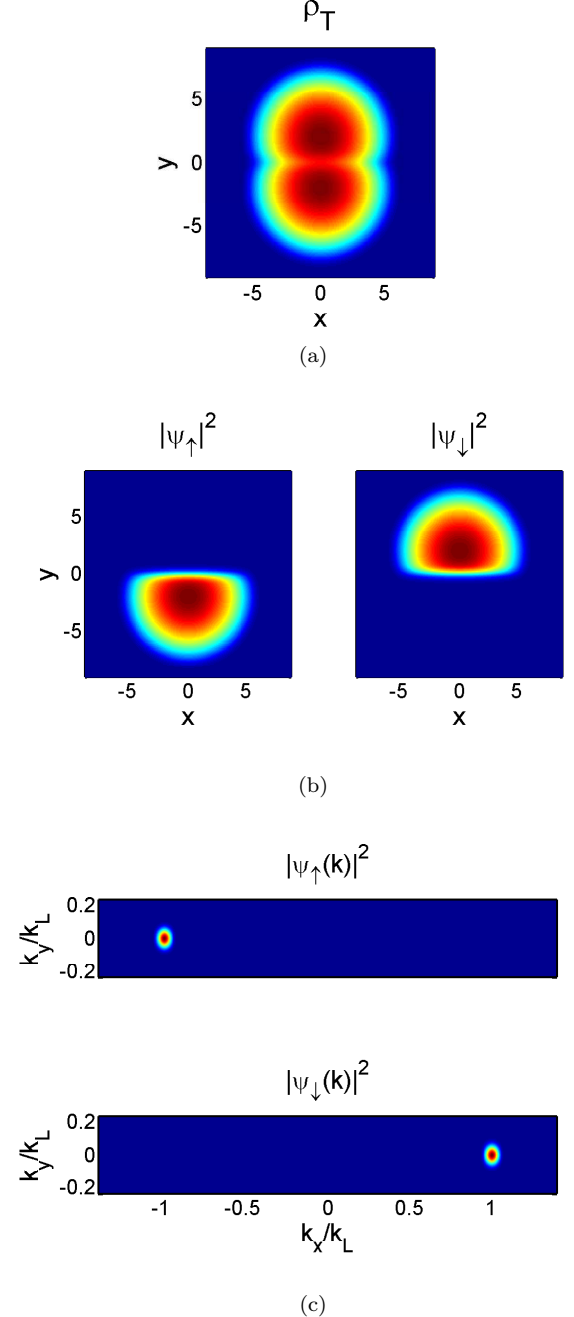 ρ_T
5
y 0
-5
-5 0 5
x
(a)
|ψ↑|² |ψ↓|²
5
y 0
-5
-5 0 5 -5 0 5
x x
(b)
|ψ↑(k)|²
0.2
k_y/k_L 0
-0.2
|ψ↓(k)|²
0.2
k_y/k_L 0
-0.2
-1 -0.5 0 0.5 1
k_x/k_L
(c)